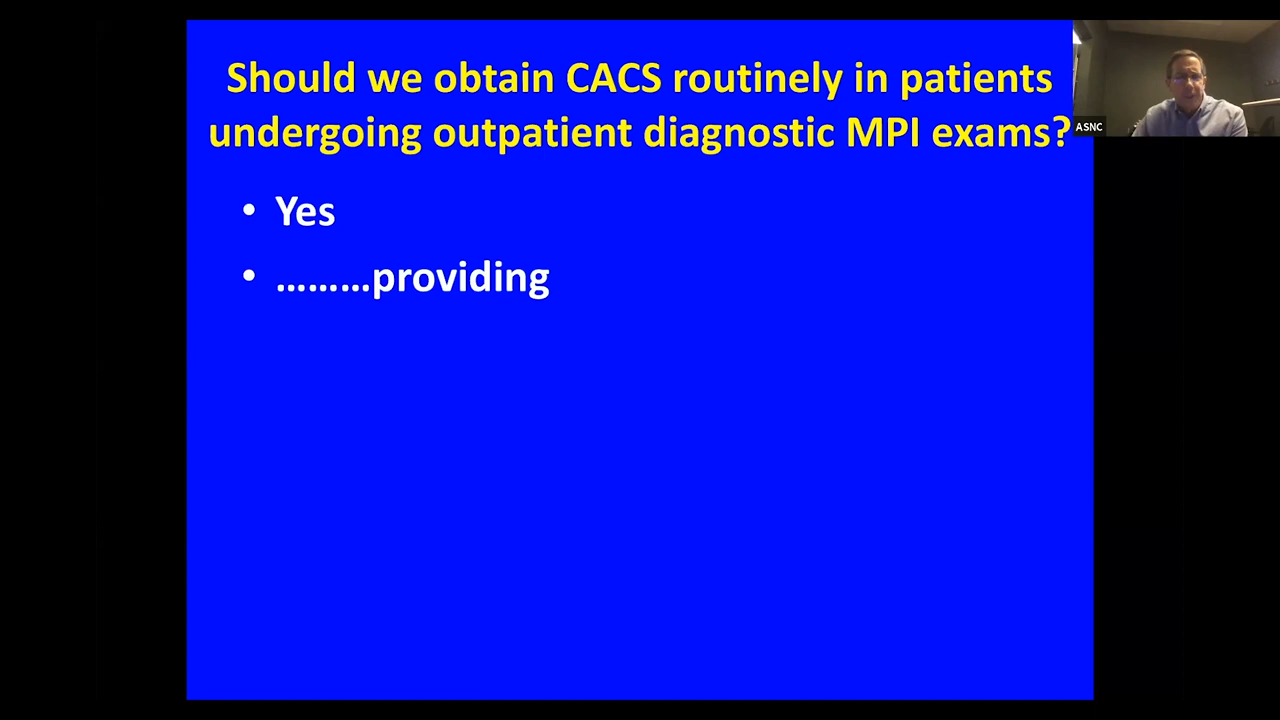 Should we obtain CACS routinely in patients
undergoing outpatient diagnostic MPI exams?
ASNC
• Yes
• .........providing